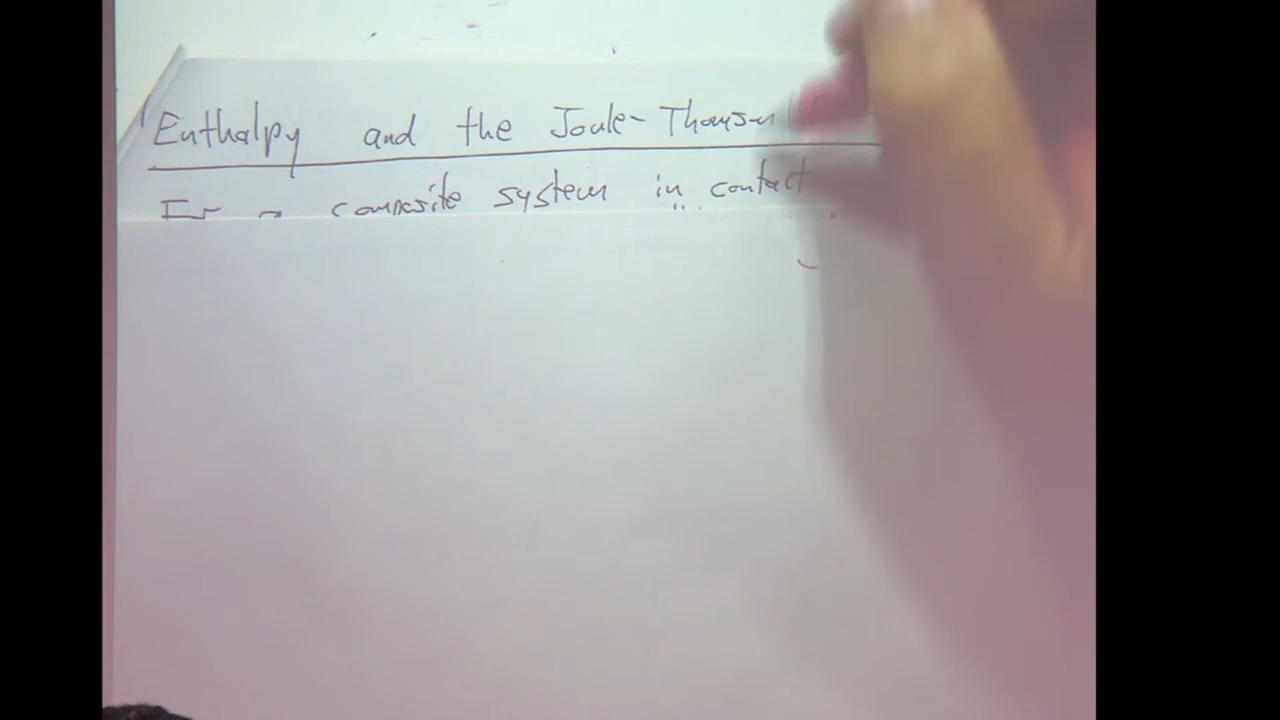 Enthalpy and the Joule-Thomson
composite system in contact